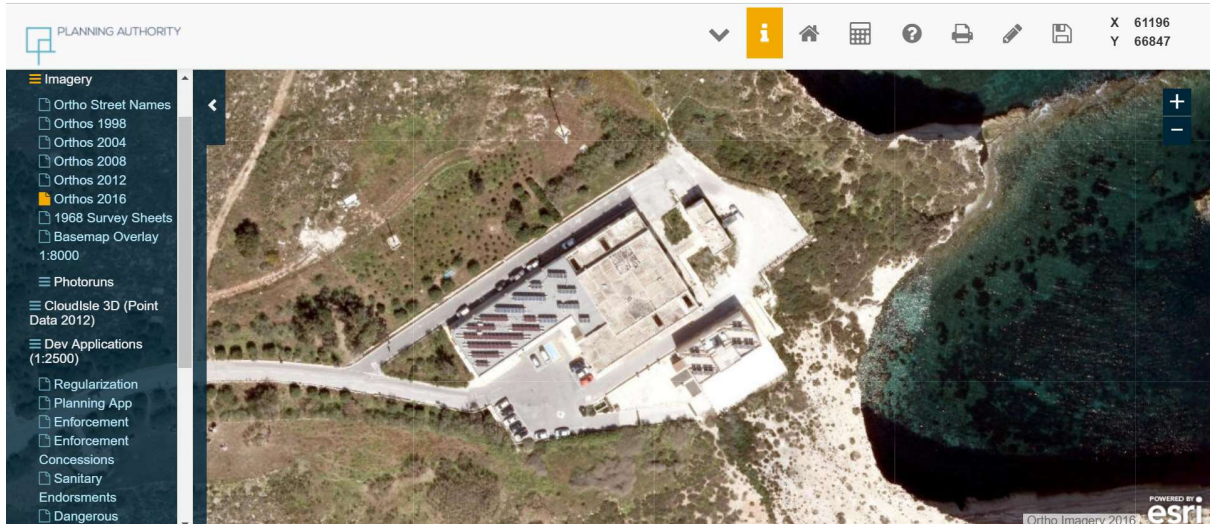 PLANNING AUTHORITY
X 61196
Y 66847
Imagery
Ortho Street Names
Orthos 1998
Orthos 2004
Orthos 2008
Orthos 2012
Orthos 2016
1968 Survey Sheets
Basemap Overlay
1:8000
Photoruns
CloudIsle 3D (Point
Data 2012)
Dev Applications
(1:2500)
Regularization
Planning App
Enforcement
Enforcement
Concessions
Sanitary
Endorsments
Dangerous
POWERED BY
esri
Ortho Imagery 2016